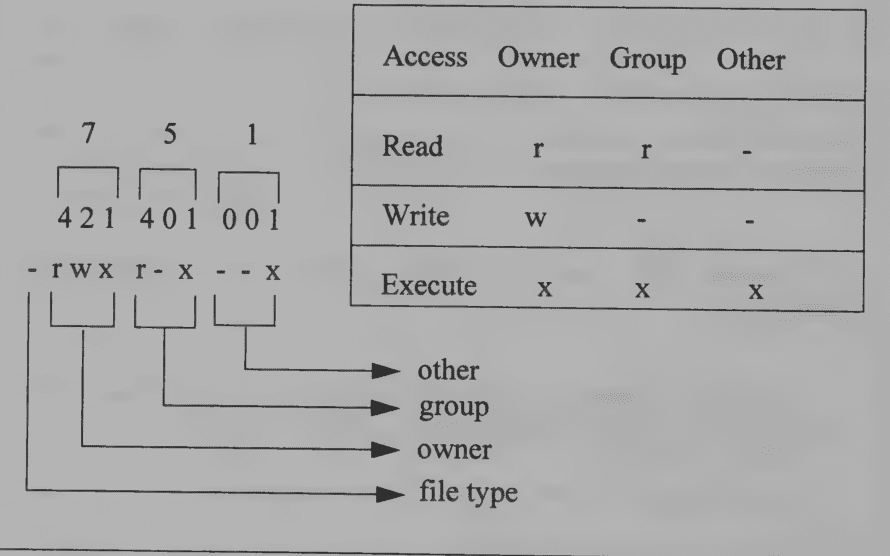 Access Owner Group Other
Read r r -
Write w - -
Execute x x x
7 5 1
4 2 1 4 0 1 0 0 1
- r w x r - x - - x
other
group
owner
file type